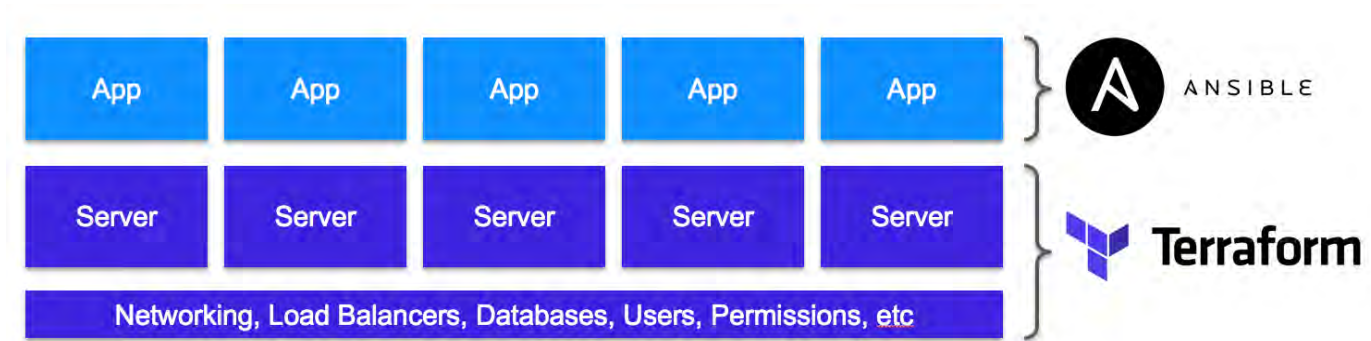 App App App App App
ANSIBLE
Server Server Server Server Server
Terraform
Networking, Load Balancers, Databases, Users, Permissions, etc